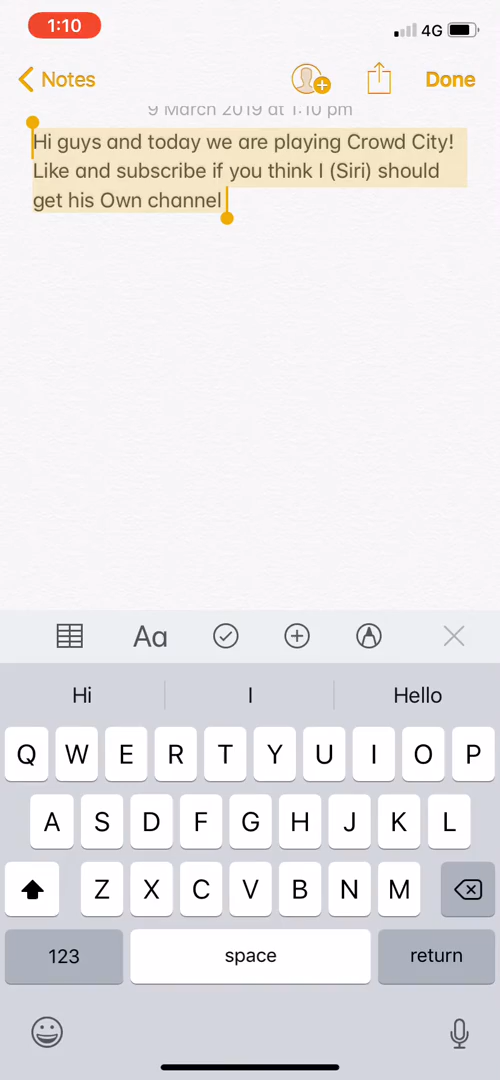 1:10
4G
Notes
Done
9 March 2019 at 1:10 pm
Hi guys and today we are playing Crowd City!
Like and subscribe if you think I (Siri) should
get his Own channel
Aa
Hi I Hello
Q W E R T Y U I O P
A S D F G H J K L
Z X C V B N M
123 space return